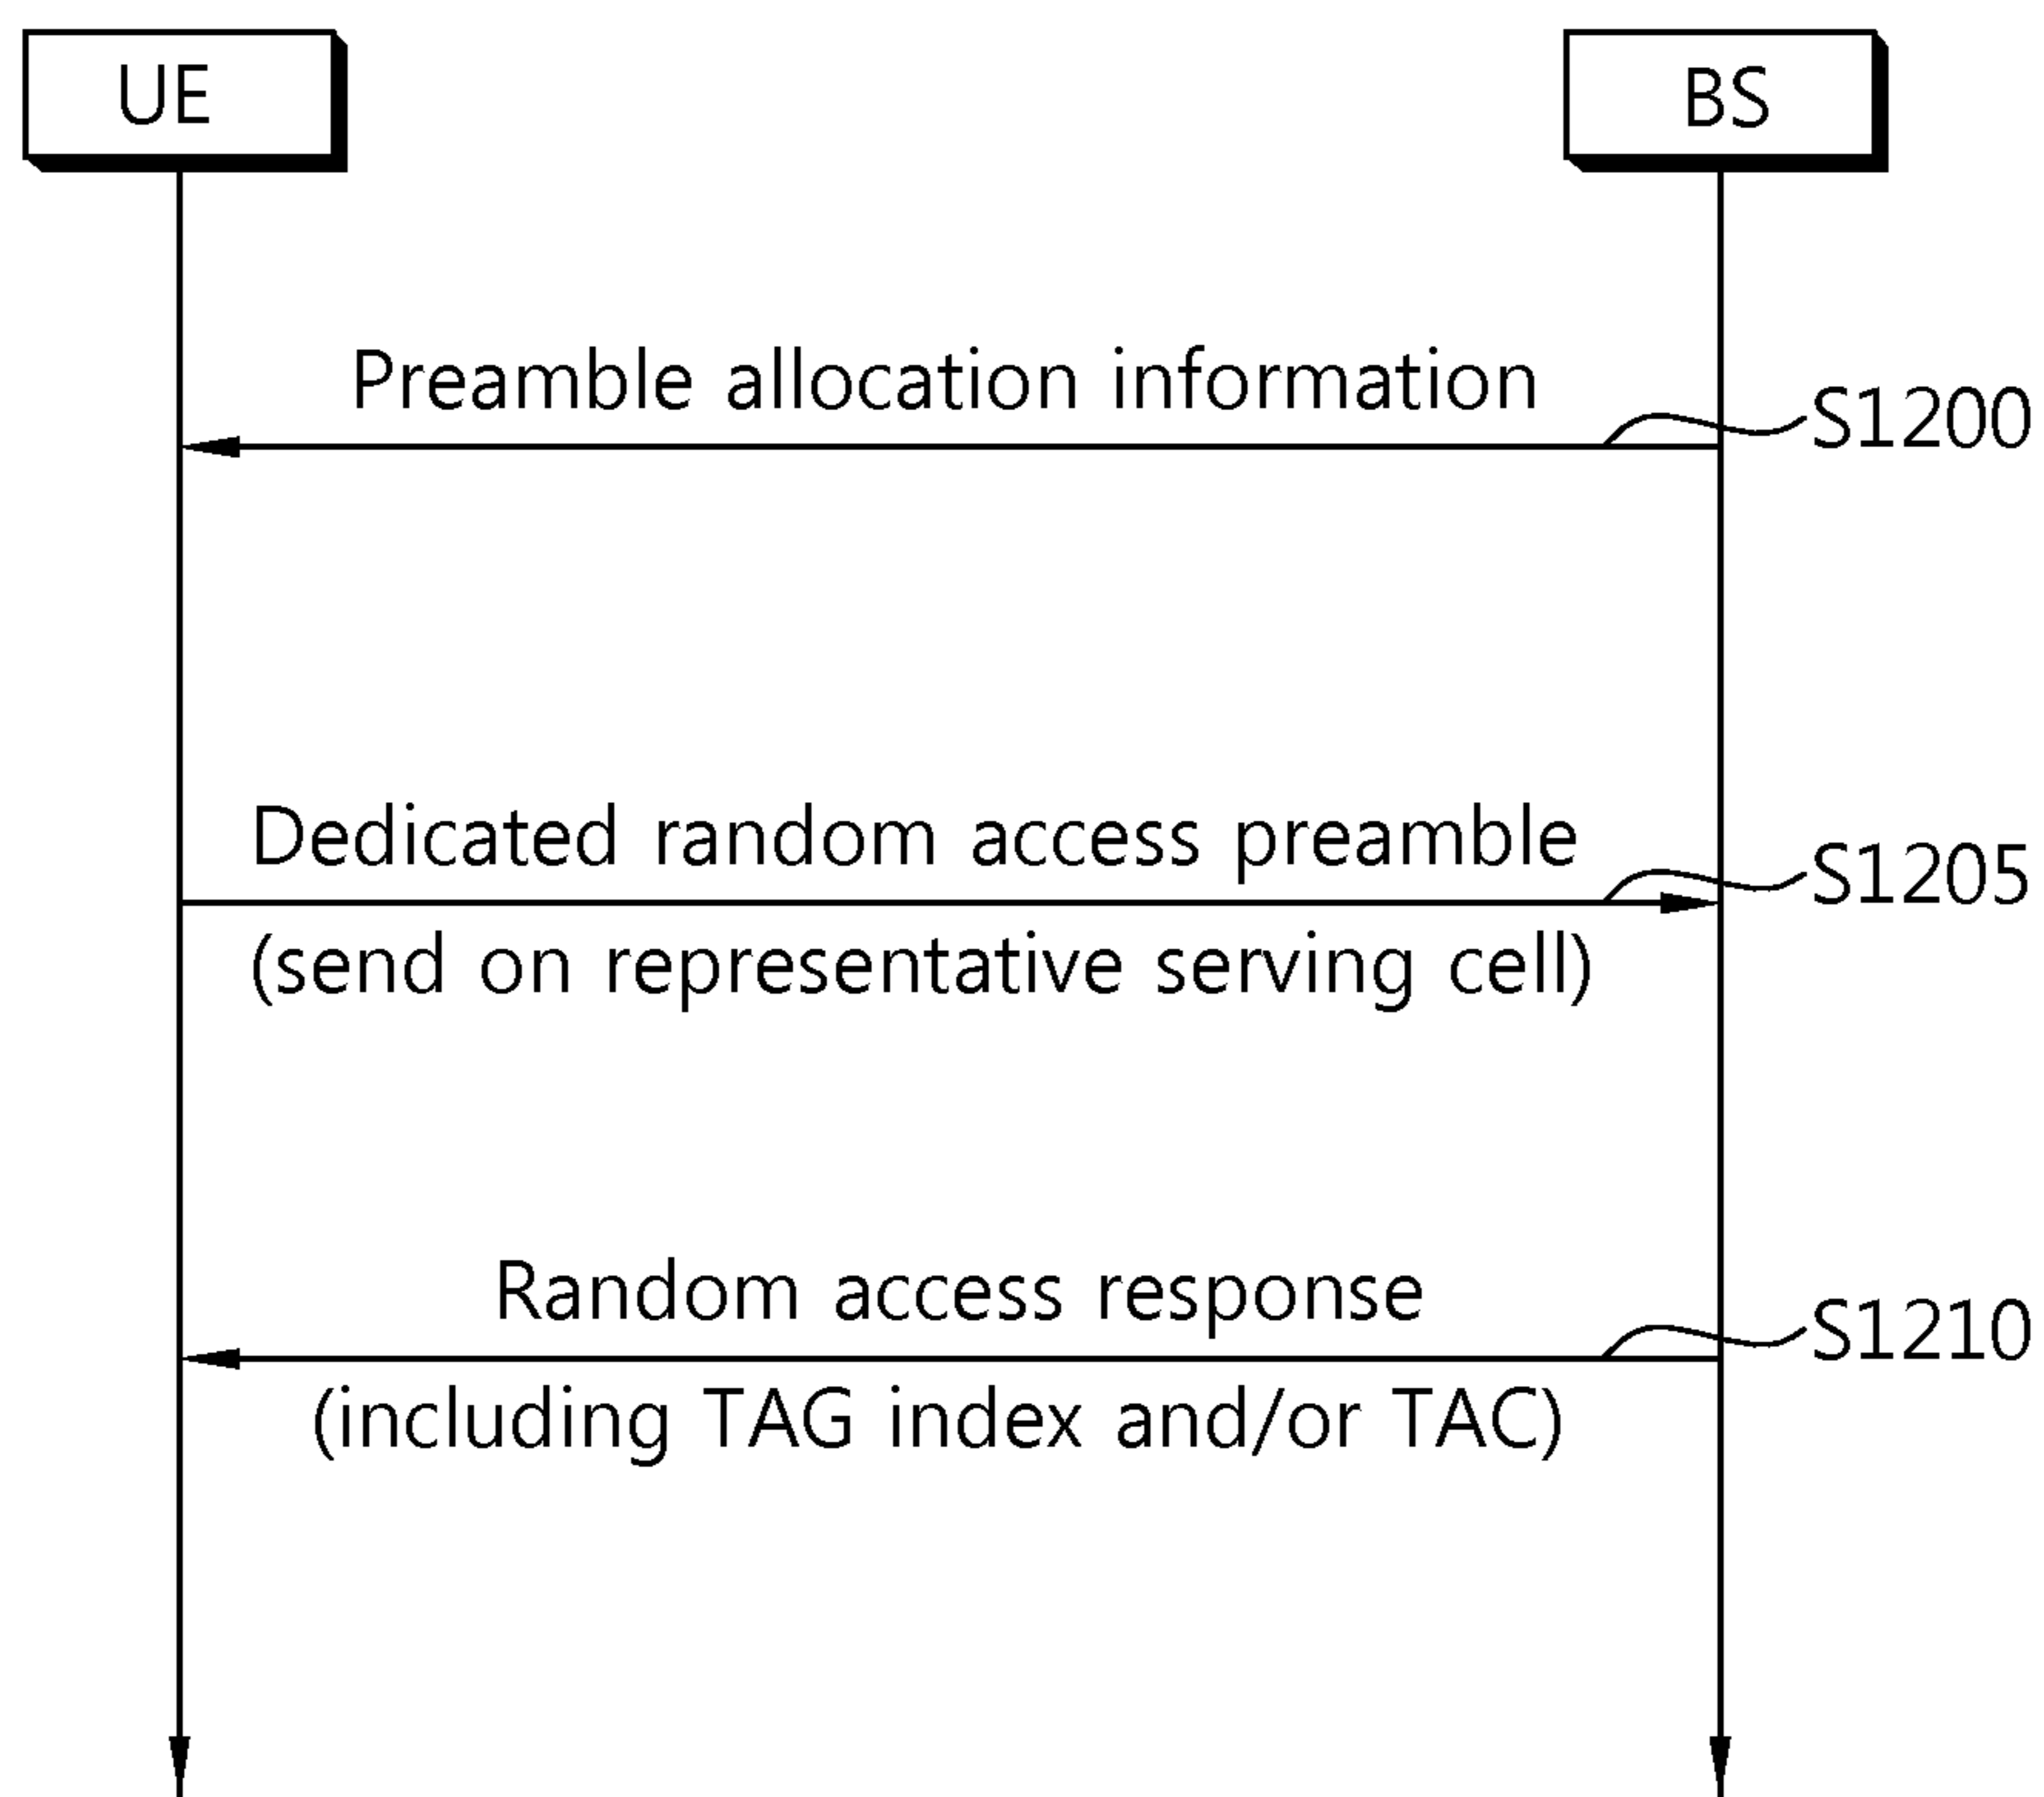 UE
BS
Preamble allocation information
S1200
Dedicated random access preamble
S1205
(send on representative serving cell)
Random access response
S1210
(including TAG index and/or TAC)